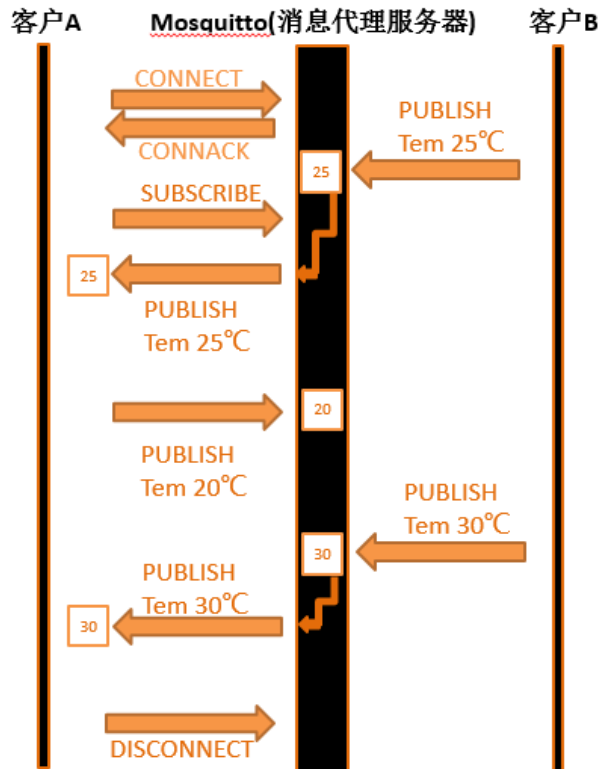 客户A
Mosquitto(消息代理服务器)
客户B
CONNECT
CONNACK
PUBLISH
Tem 25℃
25
SUBSCRIBE
25
PUBLISH
Tem 25℃
20
PUBLISH
Tem 20℃
PUBLISH
Tem 30℃
30
PUBLISH
Tem 30℃
30
DISCONNECT